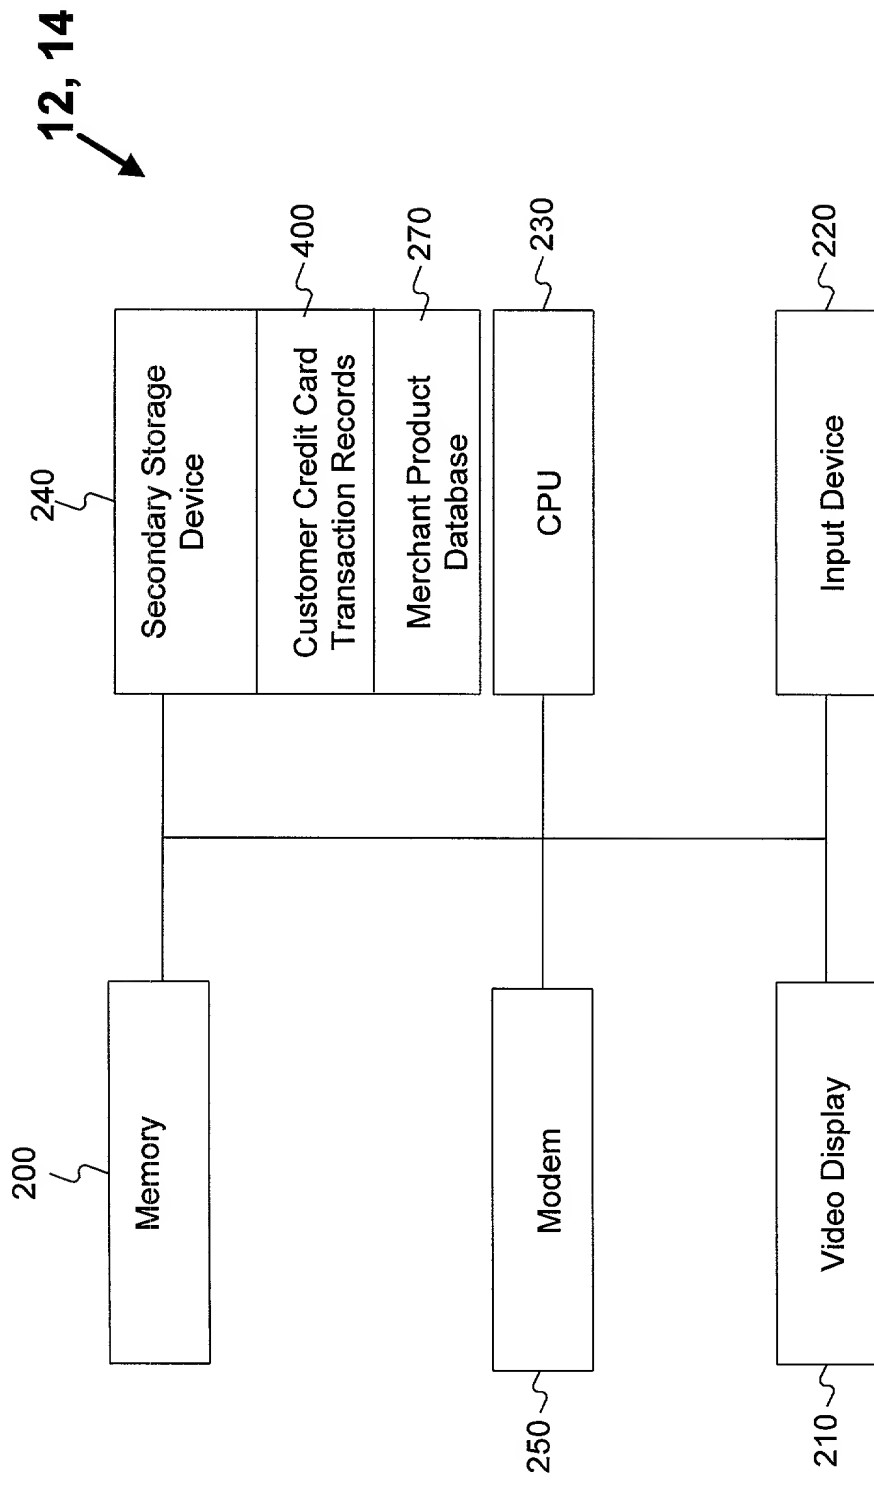 12, 14
200
Memory
240
Secondary Storage
Device
Customer Credit Card
Transaction Records
400
Merchant Product
Database
270
250
Modem
CPU
230
210
Video Display
Input Device
220